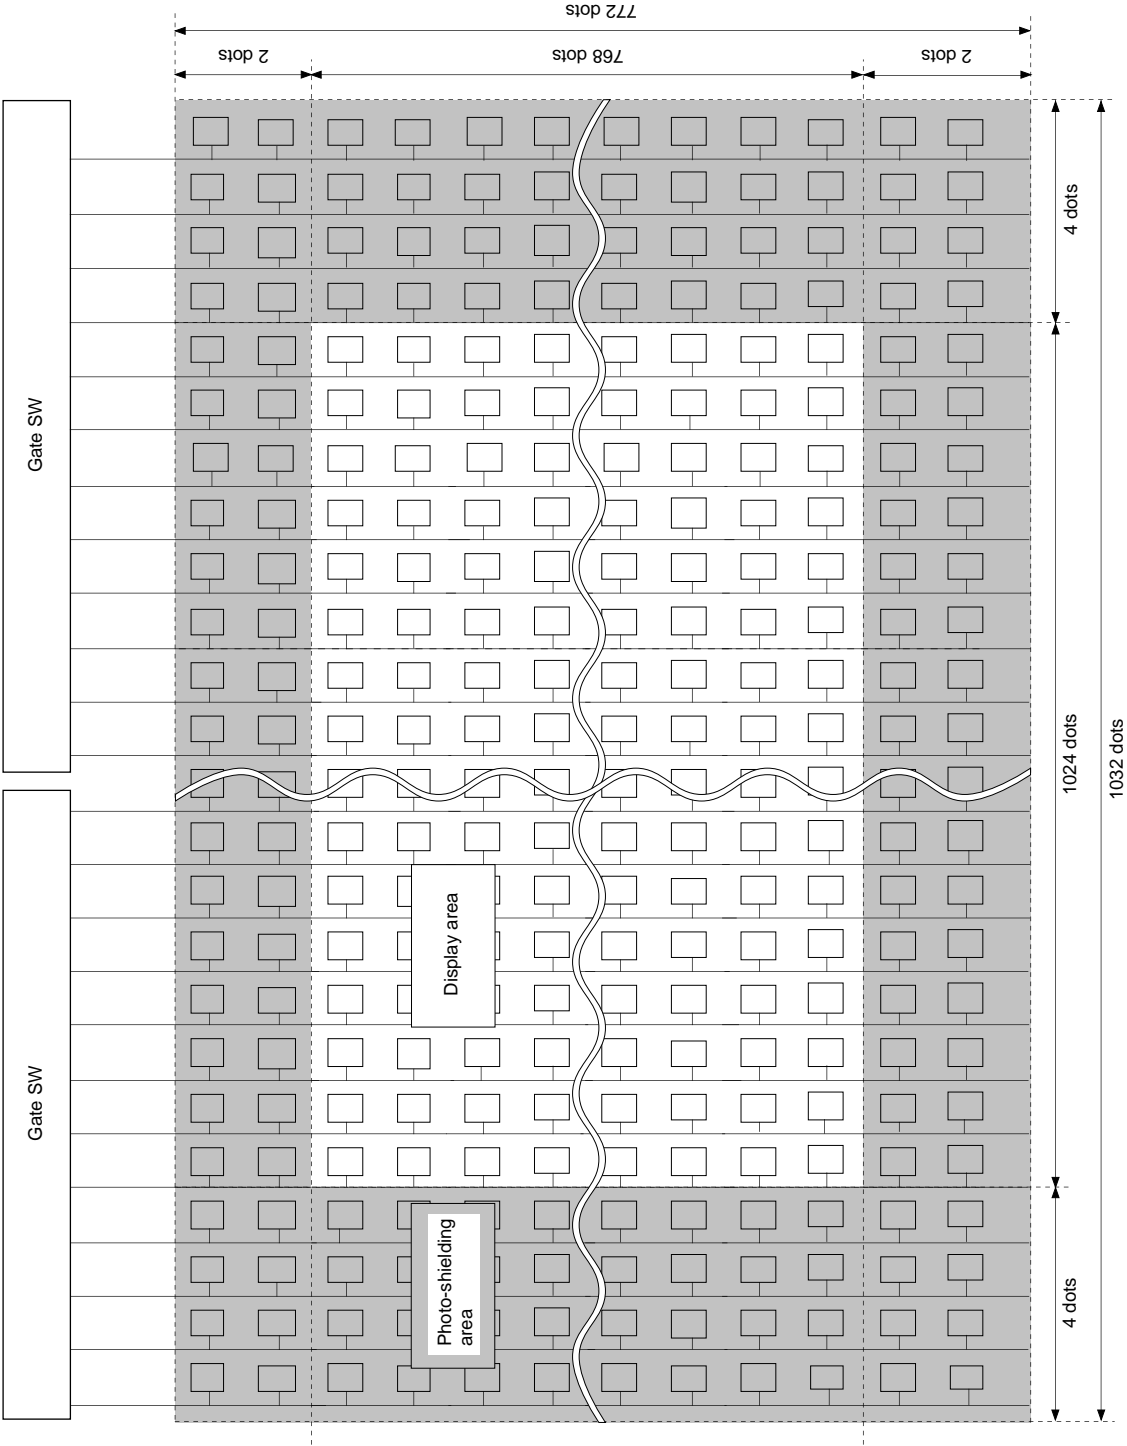 772 dots
2 dots
768 dots
2 dots
Gate SW
Gate SW
4 dots
1024 dots
1032 dots
4 dots
Display area
Photo-shielding
area